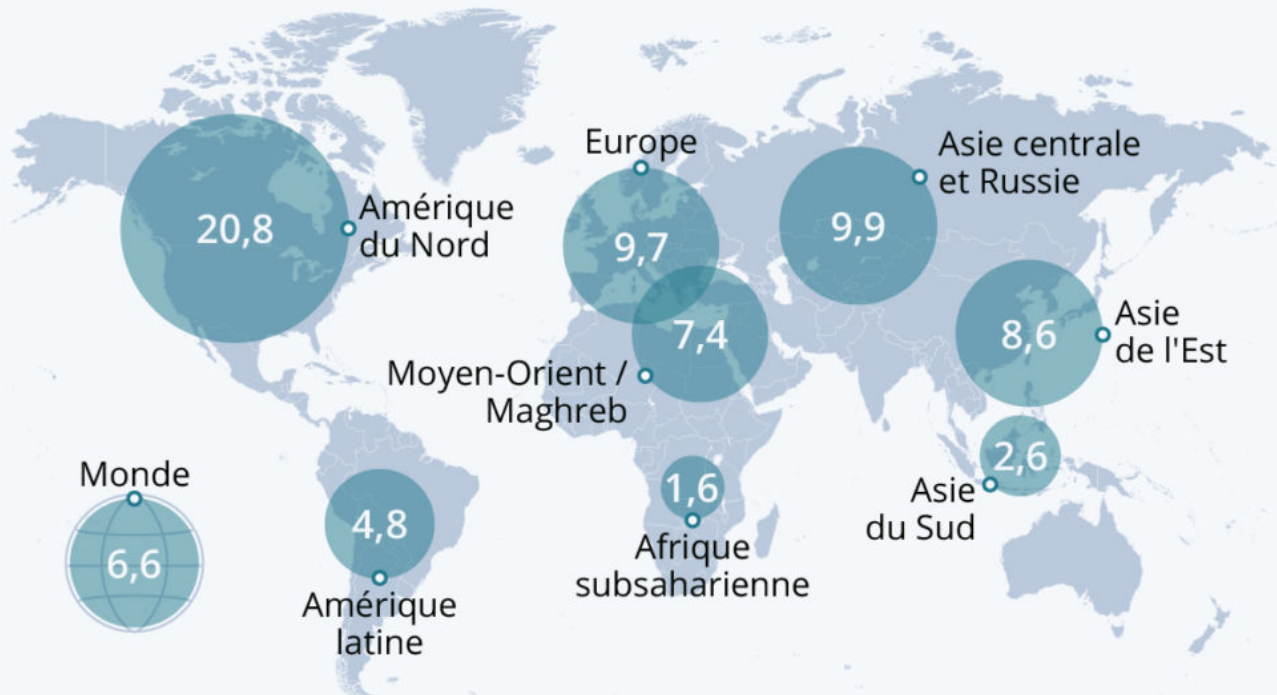 20,8
Amérique
du Nord
Europe
9,7
Asie centrale
et Russie
9,9
Moyen-Orient /
Maghreb
7,4
8,6
Asie
de l'Est
2,6
Asie
du Sud
1,6
Afrique
subsaharienne
4,8
Amérique
latine
Monde
6,6